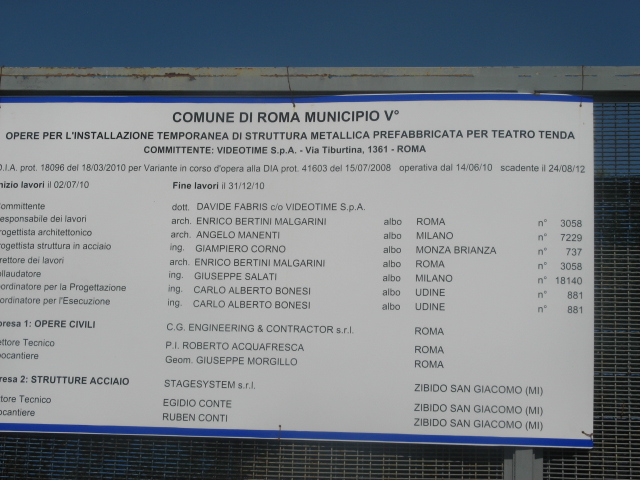 COMUNE DI ROMA MUNICIPIO V°
OPERE PER L'INSTALLAZIONE TEMPORANEA DI STRUTTURA METALLICA PREFABBRICATA PER TEATRO TENDA
COMMITTENTE: VIDEOTIME S.p.A. - Via Tiburtina, 1361 - ROMA
D.I.A. prot. 18096 del 18/03/2010 per Variante in corso d'opera alla DIA prot. 41603 del 15/07/2008 operativa dal 14/06/10 scadente il 24/08/12
nizio lavori il 02/07/10 Fine lavori il 31/12/10
ommittente dott. DAVIDE FABRIS c/o VIDEOTIME S.p.A.
esponsabile dei lavori arch. ENRICO BERTINI MALGARINI albo ROMA n° 3058
rogettista architettonico arch. ANGELO MANENTI albo MILANO n° 7229
rogettista struttura in acciaio ing. GIAMPIERO CORNO albo MONZA BRIANZA n° 737
rettore dei lavori arch. ENRICO BERTINI MALGARINI albo ROMA n° 3058
ollaudatore ing. GIUSEPPE SALATI albo MILANO n° 18140
oordinatore per la Progettazione ing. CARLO ALBERTO BONESI albo UDINE n° 881
oordinatore per l'Esecuzione ing. CARLO ALBERTO BONESI albo UDINE n° 881
presa 1: OPERE CIVILI C.G. ENGINEERING & CONTRACTOR s.r.l. ROMA
ettore Tecnico P.I. ROBERTO ACQUAFRESCA ROMA
pocantiere Geom. GIUSEPPE MORGILLO ROMA
resa 2: STRUTTURE ACCIAIO STAGESYSTEM s.r.l. ZIBIDO SAN GIACOMO (MI)
ttore Tecnico EGIDIO CONTE ZIBIDO SAN GIACOMO (MI)
ocantiere RUBEN CONTI ZIBIDO SAN GIACOMO (MI)